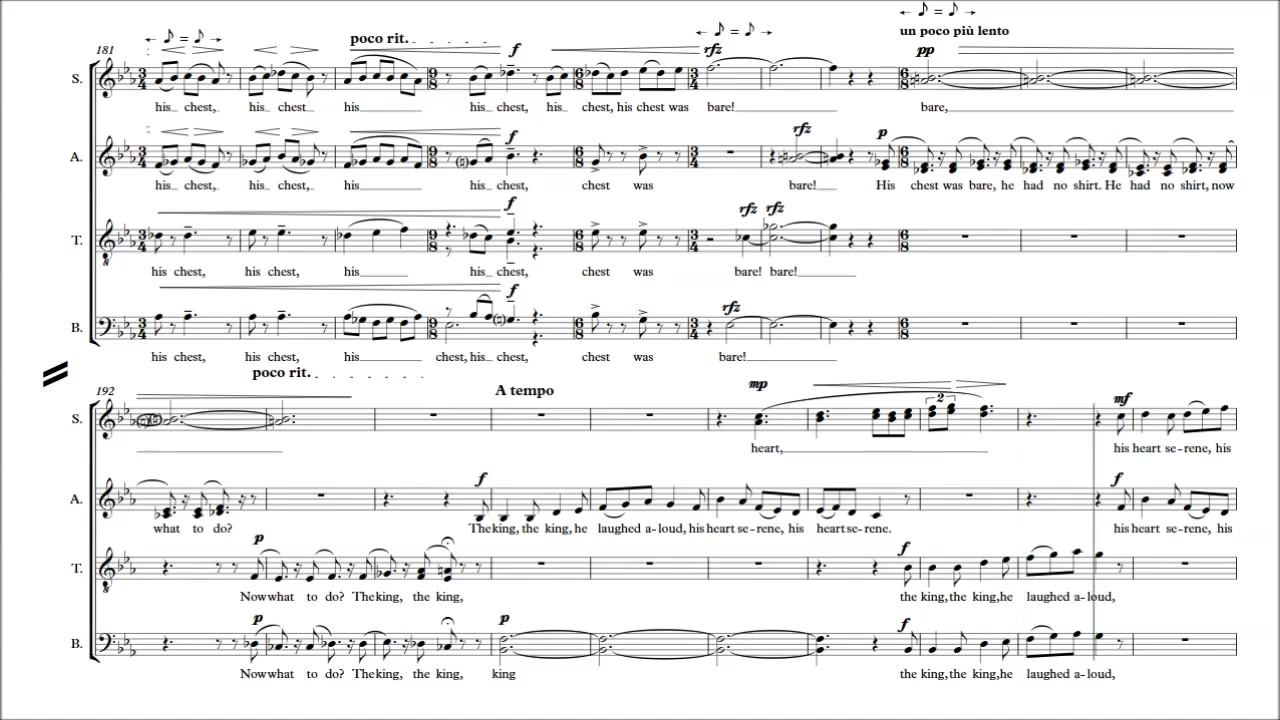 un poco più lento
poco rit.
181
f
rfz
pp
S.
his chest, his chest his his chest, his chest, his chest was bare! bare,
rfz
p
f
A.
his chest, his chest, his his chest, chest was bare! His chest was bare, he had no shirt. He had no shirt, now
f
rfz rfz
T.
his chest, his chest, his his chest, chest was bare! bare!
f
rfz
B.
his chest, his chest, his chest, his chest, chest was bare!
poco rit.
A tempo
192
mp
2
mf
S.
heart, his heart se-rene, his
f
f
A.
what to do? The king, the king, he laughed a-loud, his heart se-rene, his heart se-rene. his heart se-rene, his
p
f
T.
Now what to do? The king, the king, the king, the king, he laughed a-loud,
p
p
f
B.
Now what to do? The king, the king, king the king, the king, he laughed a-loud,